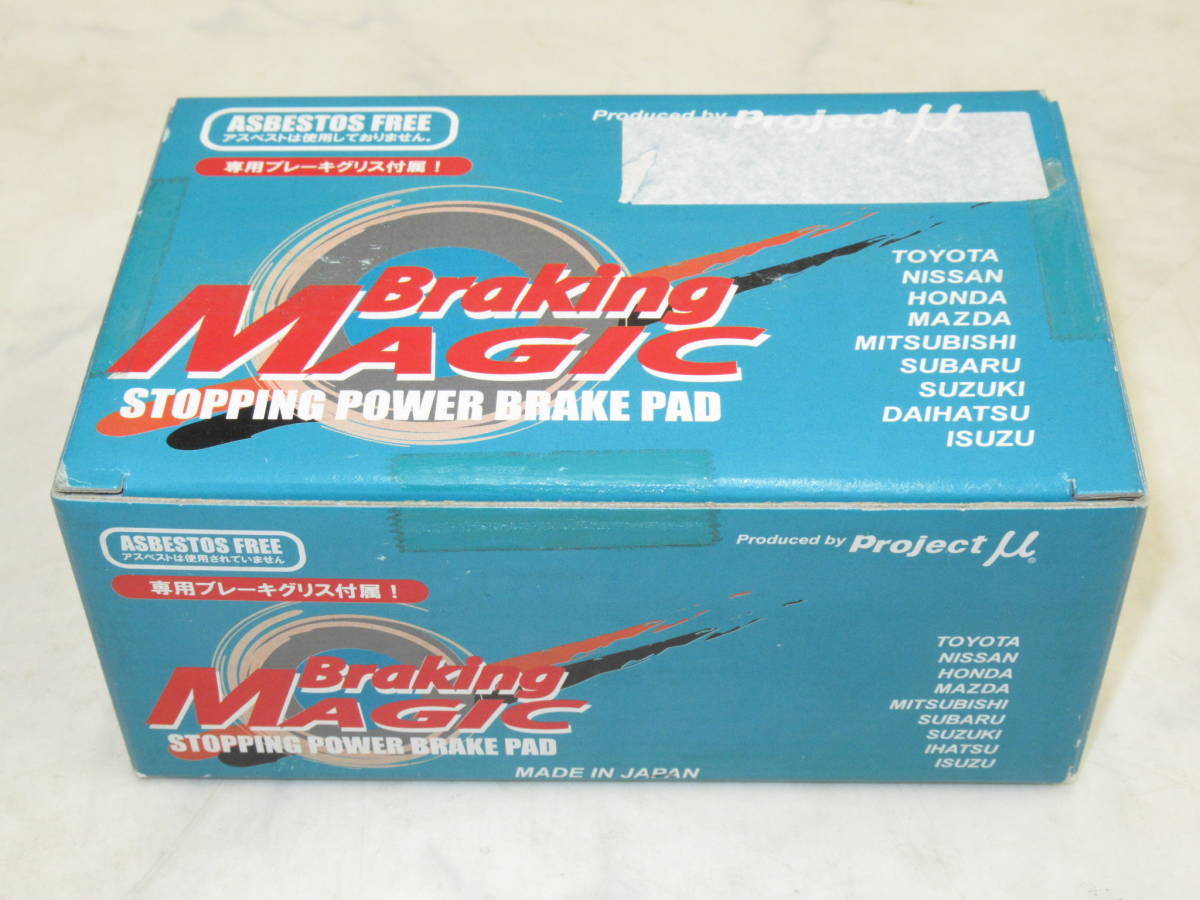 ASBESTOS FREE
アスベストは使用しておりません。
Produced by Project μ
専用ブレーキグリス付属！
Braking
MAGIC
STOPPING POWER BRAKE PAD
TOYOTA
NISSAN
HONDA
MAZDA
MITSUBISHI
SUBARU
SUZUKI
DAIHATSU
ISUZU
ASBESTOS FREE
アスベストは使用されていません
Produced by Project μ®
専用ブレーキグリス付属！
Braking
MAGIC
STOPPING POWER BRAKE PAD
MADE IN JAPAN
TOYOTA
NISSAN
HONDA
MAZDA
MITSUBISHI
SUBARU
SUZUKI
IHATSU
ISUZU